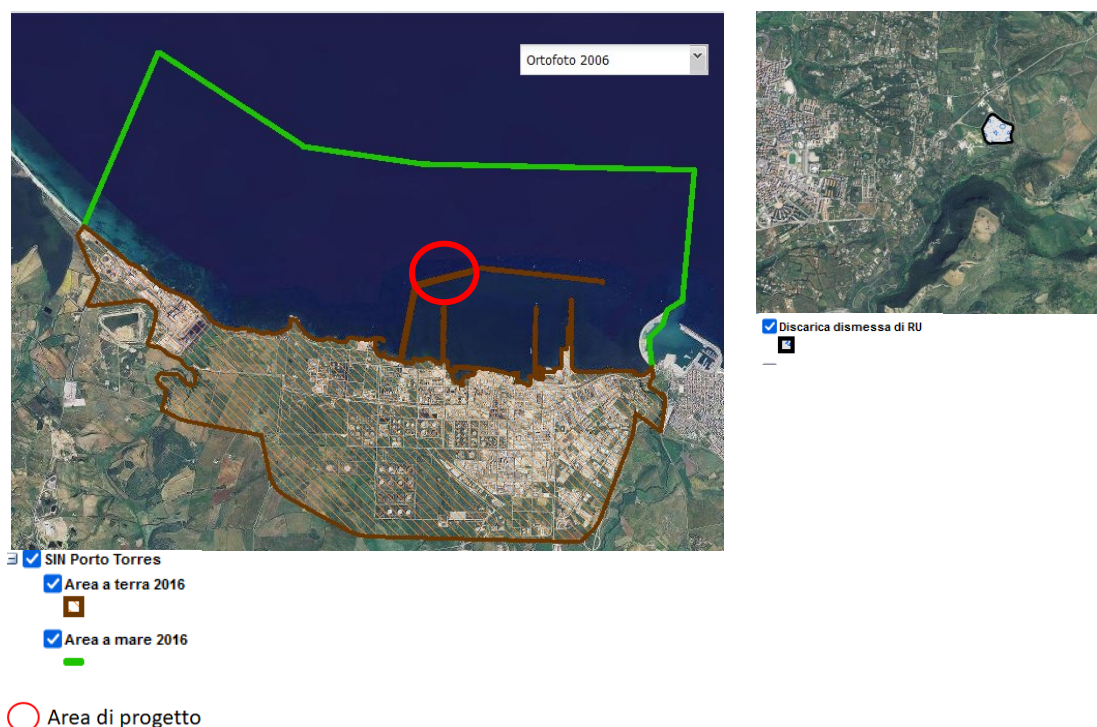 Ortofoto 2006
Discarica dismessa di RU
SIN Porto Torres
Area a terra 2016
Area a mare 2016
Area di progetto